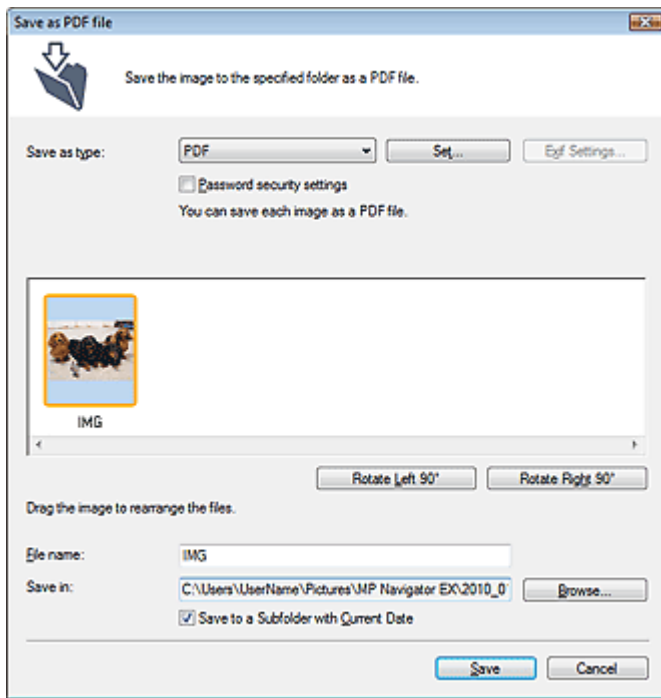 Save as PDF file
Save the image to the specified folder as a PDF file.
Save as type: PDF Set... Exif Settings...
Password security settings
You can save each image as a PDF file.
IMG
Rotate Left 90° Rotate Right 90°
Drag the image to rearrange the files.
File name: IMG
Save in: C:\Users\UserName\Pictures\MP Navigator EX\2010_0 Browse...
Save to a Subfolder with Current Date
Save Cancel